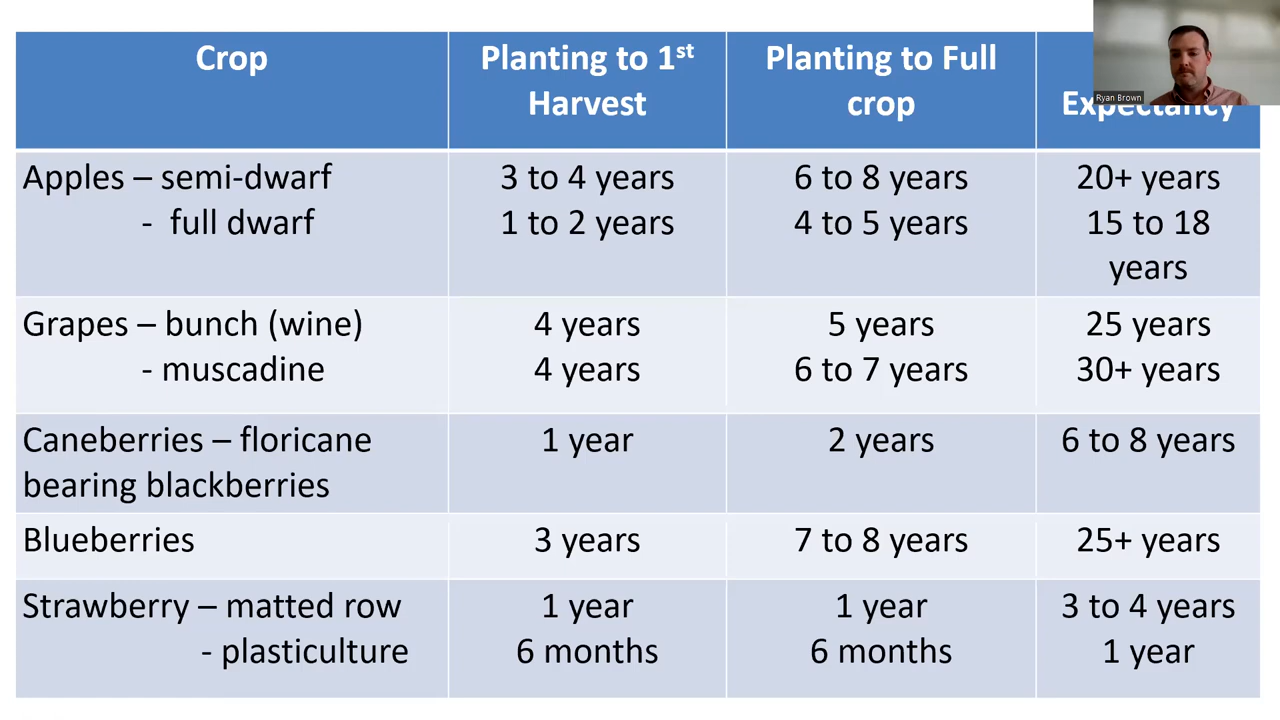 Crop
Planting to 1st
Harvest
Planting to Full
crop
Expectancy
Ryan Brown
Apples – semi-dwarf
3 to 4 years
6 to 8 years
20+ years
- full dwarf
1 to 2 years
4 to 5 years
15 to 18
years
Grapes – bunch (wine)
4 years
5 years
25 years
- muscadine
4 years
6 to 7 years
30+ years
Caneberries – floricane
bearing blackberries
1 year
2 years
6 to 8 years
Blueberries
3 years
7 to 8 years
25+ years
Strawberry – matted row
1 year
1 year
3 to 4 years
- plasticulture
6 months
6 months
1 year